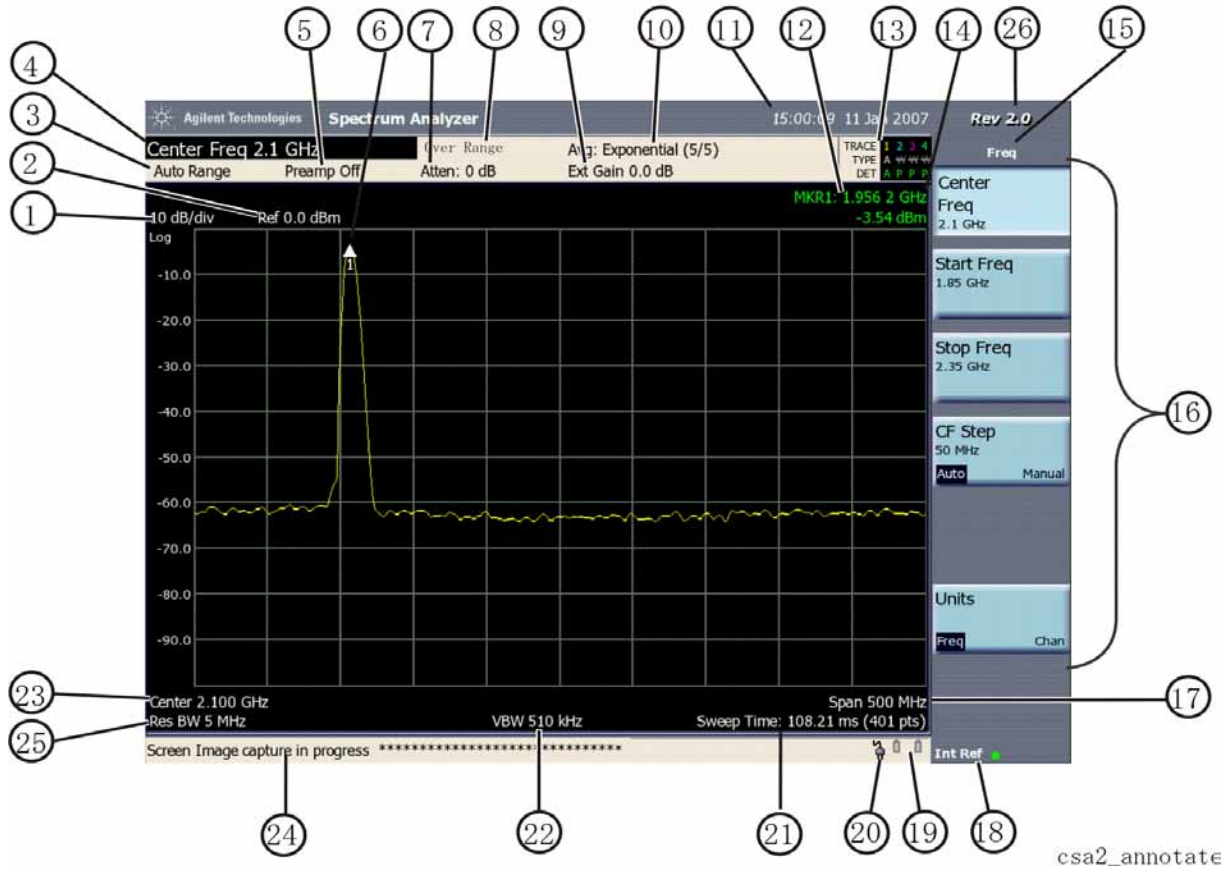 5 6 7 8 9 10 11 12 13 14 26 15
4
3
2
1
Agilent Technologies Spectrum Analyzer 15:00:09 11 Jan 2007 Rev 2.0
Center Freq 2.1 GHz Over Range Avg: Exponential (5/5) TRACE 1 2 3 4
TYPE A W W W
Auto Range Preamp Off Atten: 0 dB Ext Gain 0.0 dB DET A P P P
Freq
MKR1: 1.956 2 GHz
-3.54 dBm
10 dB/div Ref 0.0 dBm
Log
1
-10.0
-20.0
-30.0
-40.0
-50.0
-60.0
-70.0
-80.0
-90.0
Center 2.100 GHz Span 500 MHz
Res BW 5 MHz VBW 510 kHz Sweep Time: 108.21 ms (401 pts)
Screen Image capture in progress ******************************
Center
Freq
2.1 GHz
Start Freq
1.85 GHz
Stop Freq
2.35 GHz
CF Step
50 MHz
Auto Manual
Units
Freq Chan
Int Ref
16
17
23
25
24 22 21 20 19 18
csa2_annotate